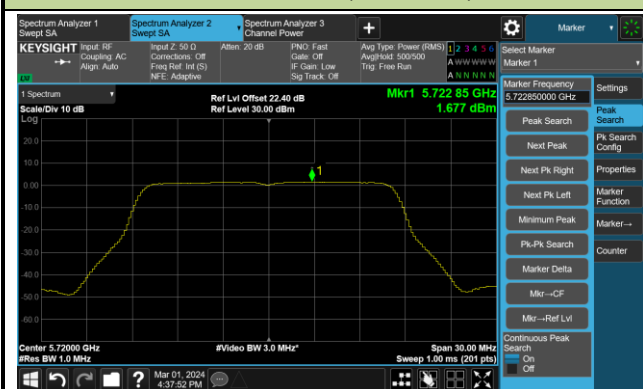 Spectrum Analyzer 1
Swept SA
Spectrum Analyzer 2
Swept SA
Spectrum Analyzer 3
Channel Power
Marker
KEYSIGHT
Input: RF
Coupling: AC
Align: Auto
Input Z: 50 Ω
Corrections: Off
Freq Ref: Int (S)
NFE: Adaptive
Atten: 20 dB
PNO: Fast
Gate: Off
IF Gain: Low
Sig Track: Off
Avg Type: Power (RMS)
Avg|Hold: 500/500
Trig: Free Run
1 2 3 4 5 6
A W W W W W
A N N N N N
Select Marker
Marker 1
1 Spectrum
Scale/Div 10 dB
Log
Ref Lvl Offset 22.40 dB
Ref Level 30.00 dBm
Mkr1 5.722 85 GHz
1.677 dBm
20.0
10.0
0.00
-10.0
-20.0
-30.0
-40.0
-50.0
-60.0
1
Center 5.72000 GHz
#Res BW 1.0 MHz
#Video BW 3.0 MHz*
Span 30.00 MHz
Sweep 1.00 ms (201 pts)
Marker Frequency
5.722850000 GHz
Peak Search
Next Peak
Next Pk Right
Next Pk Left
Minimum Peak
Pk-Pk Search
Marker Delta
Mkr→CF
Mkr→Ref Lvl
Continuous Peak
Search
On
Off
Settings
Peak
Search
Pk Search
Config
Properties
Marker
Function
Marker→
Counter
Mar 01, 2024
4:37:52 PM